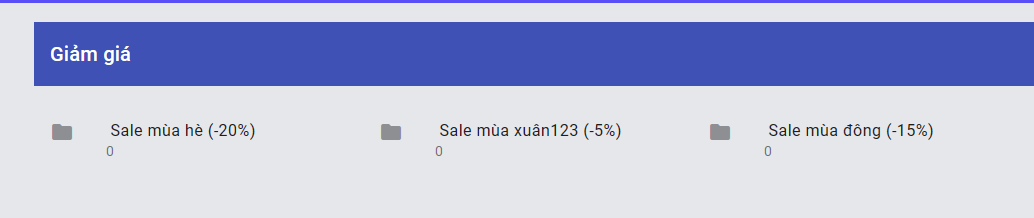 Giảm giá
Sale mùa hè (-20%)
0
Sale mùa xuân123 (-5%)
0
Sale mùa đông (-15%)
0